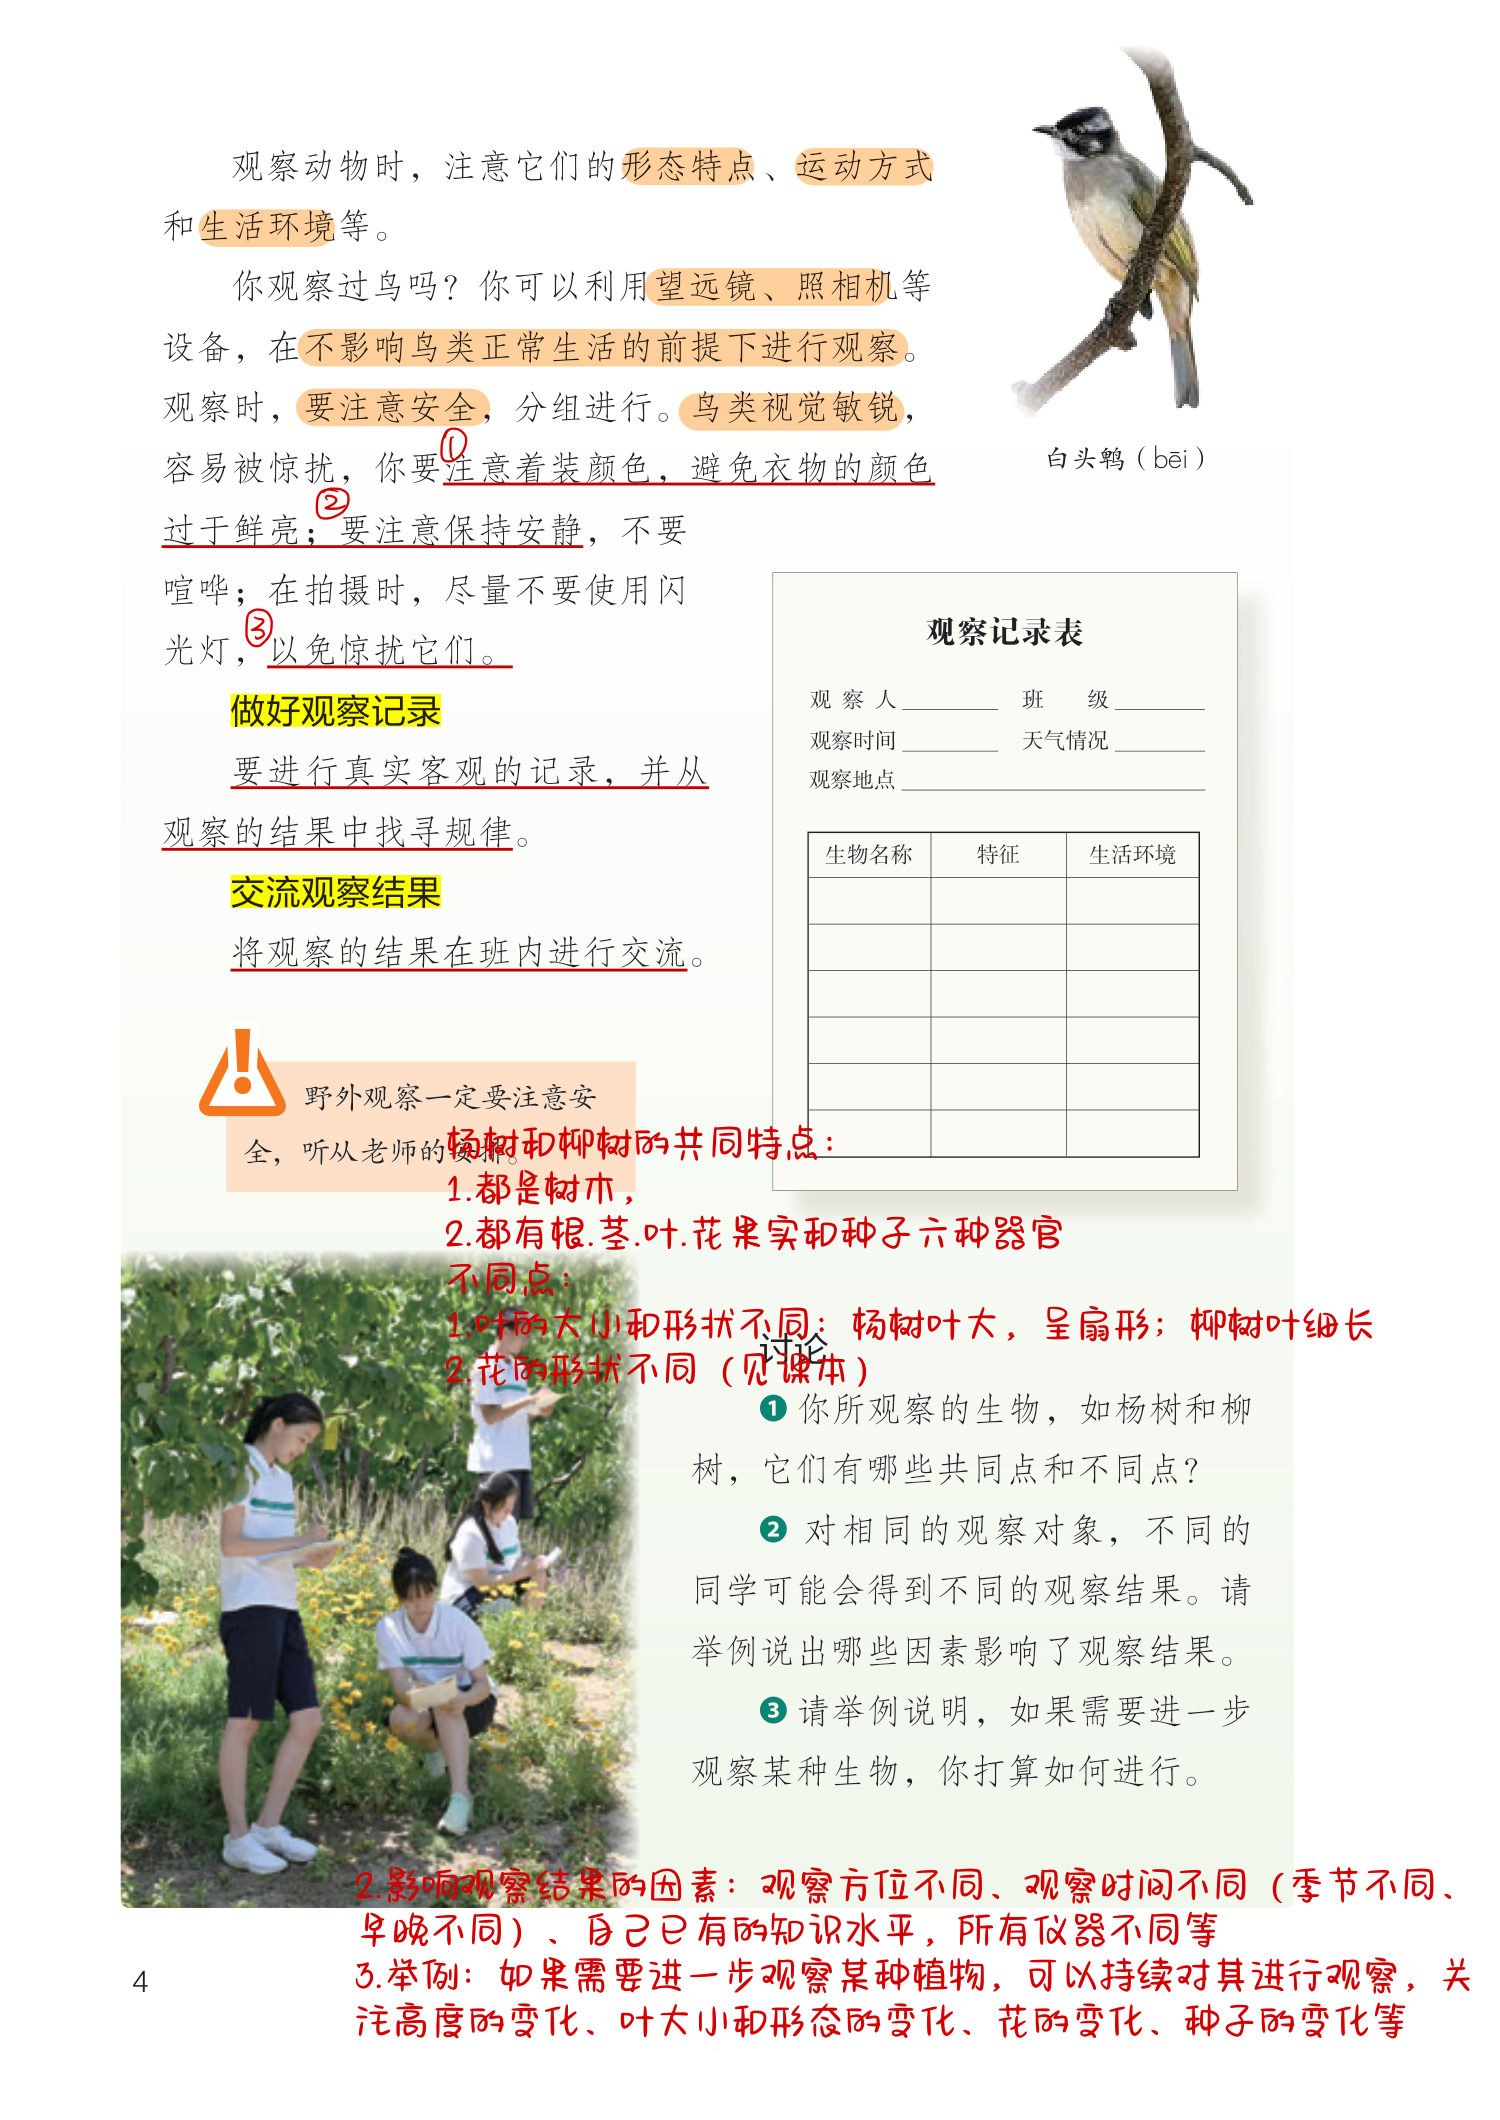 观察动物时，注意它们的形态特点、运动方式
和生活环境等。
你观察过鸟吗？你可以利用望远镜、照相机等
设备，在不影响鸟类正常生活的前提下进行观察。
观察时，要注意安全，分组进行。鸟类视觉敏锐，
①
容易被惊扰，你要注意着装颜色，避免衣物的颜色
②
过于鲜亮；要注意保持安静，不要
喧哗；在拍摄时，尽量不要使用闪
③
光灯，以免惊扰它们。
白头鹎（bēi）
做好观察记录
要进行真实客观的记录，并从
观察的结果中找寻规律。
交流观察结果
将观察的结果在班内进行交流。
观察记录表
观察人 班级
观察时间 天气情况
观察地点
生物名称 特征 生活环境
野外观察一定要注意安
全，听从老师的安排。
杨树和柳树的共同特点：
1.都是树木，
2.都有根.茎.叶.花果实和种子六种器官
不同点：
1.叶的大小和形状不同：杨树叶大，呈扇形；柳树叶细长
2.花的形状不同（见课本）
讨论
1 你所观察的生物，如杨树和柳
树，它们有哪些共同点和不同点？
2 对相同的观察对象，不同的
同学可能会得到不同的观察结果。请
举例说出哪些因素影响了观察结果。
3 请举例说明，如果需要进一步
观察某种生物，你打算如何进行。
2.影响观察结果的因素：观察方位不同、观察时间不同（季节不同、
早晚不同）、自己已有的知识水平，所有仪器不同等
3.举例：如果需要进一步观察某种植物，可以持续对其进行观察，关
注高度的变化、叶大小和形态的变化、花的变化、种子的变化等
4